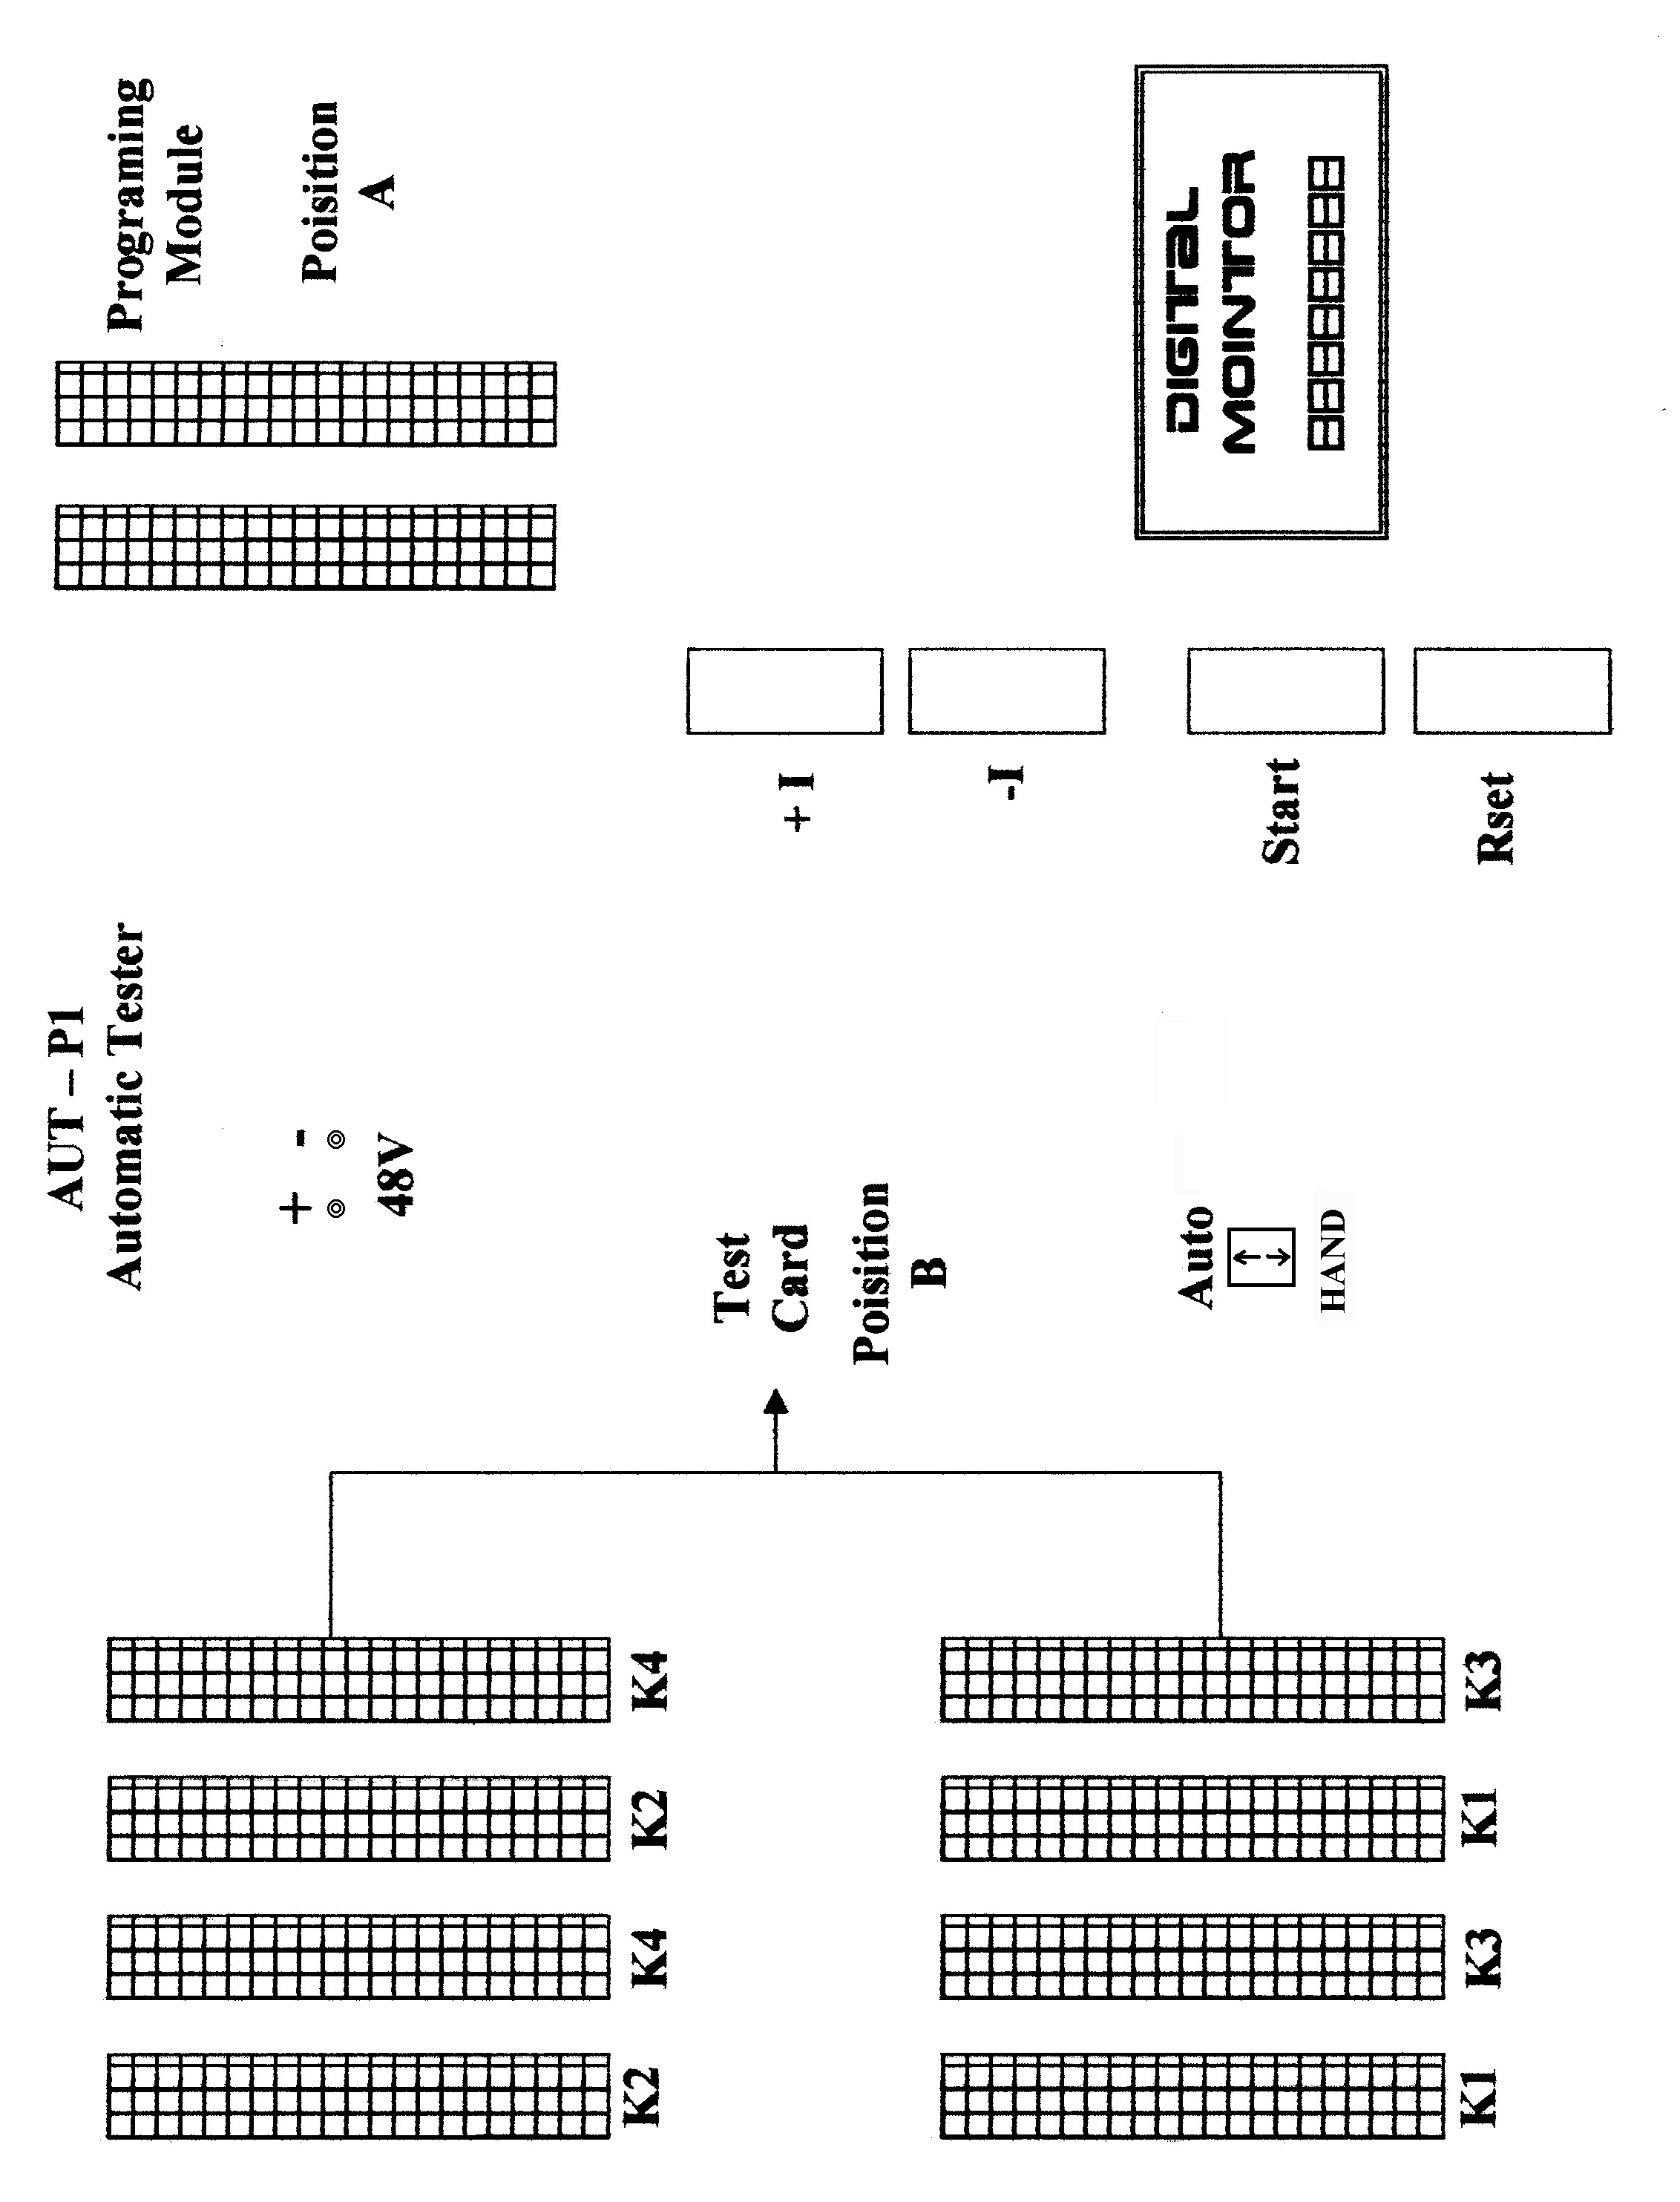 AUT – P1
Automatic Tester
Programing
Module
Poisition
A
+ -
48V
K2 K4 K2 K4
Test
Card
Poisition
B
+ I
-I
DIGITaL
MOINTOR
Auto
HAND
Start
Rset
K1 K3 K1 K3